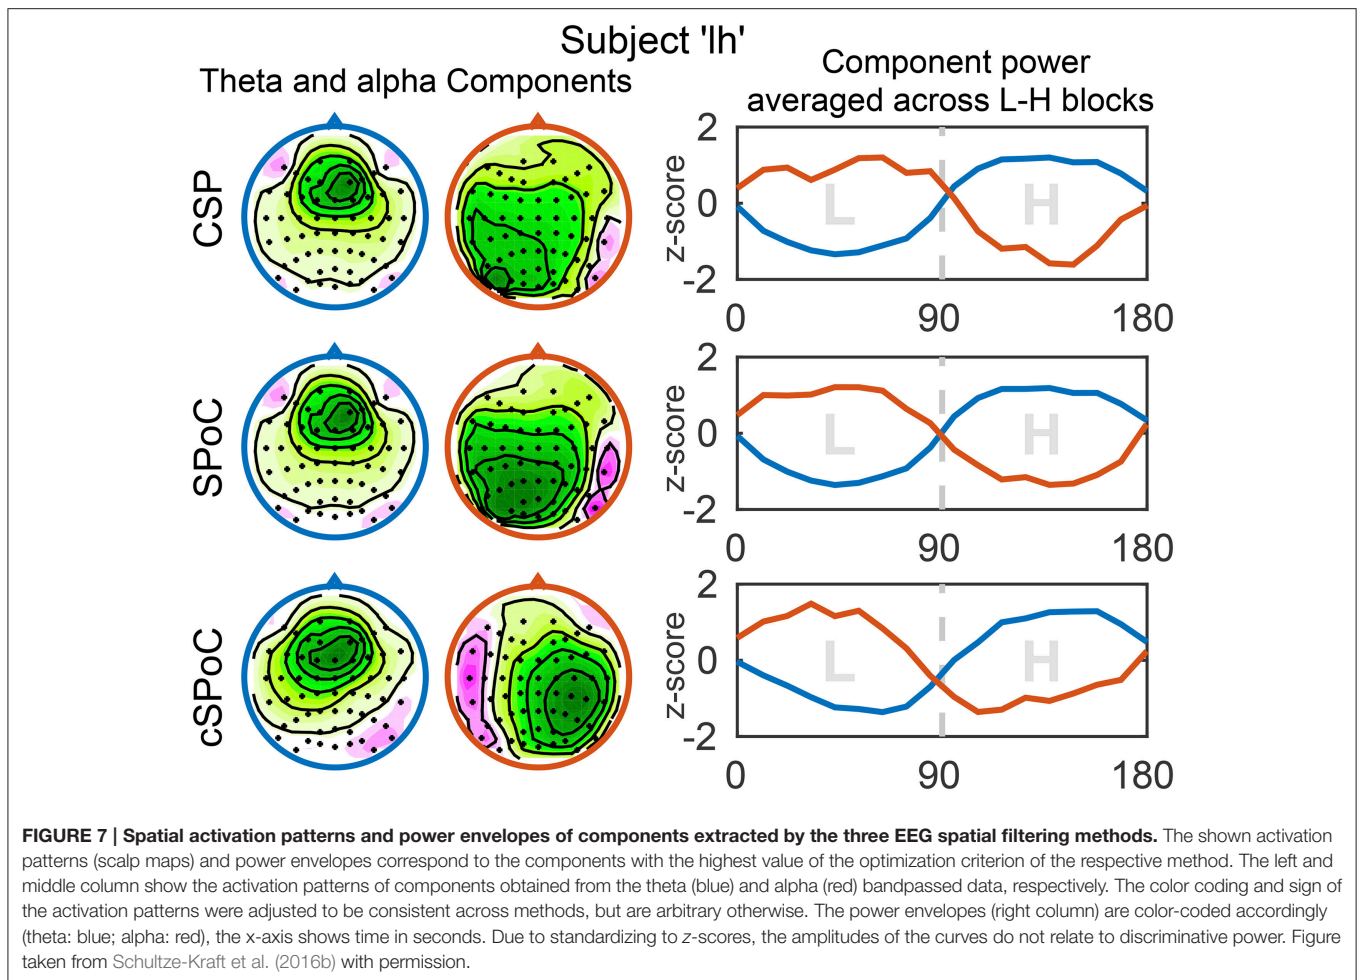 Subject 'lh'
Theta and alpha Components
Component power
averaged across L-H blocks
CSP
z-score
2
0
-2
L
H
0
90
180
SPoC
z-score
2
0
-2
L
H
0
90
180
cSPoC
z-score
2
0
-2
L
H
0
90
180
FIGURE 7 | Spatial activation patterns and power envelopes of components extracted by the three EEG spatial filtering methods. The shown activation
patterns (scalp maps) and power envelopes correspond to the components with the highest value of the optimization criterion of the respective method. The left and
middle column show the activation patterns of components obtained from the theta (blue) and alpha (red) bandpassed data, respectively. The color coding and sign of
the activation patterns were adjusted to be consistent across methods, but are arbitrary otherwise. The power envelopes (right column) are color-coded accordingly
(theta: blue; alpha: red), the x-axis shows time in seconds. Due to standardizing to z-scores, the amplitudes of the curves do not relate to discriminative power. Figure
taken from Schultze-Kraft et al. (2016b) with permission.